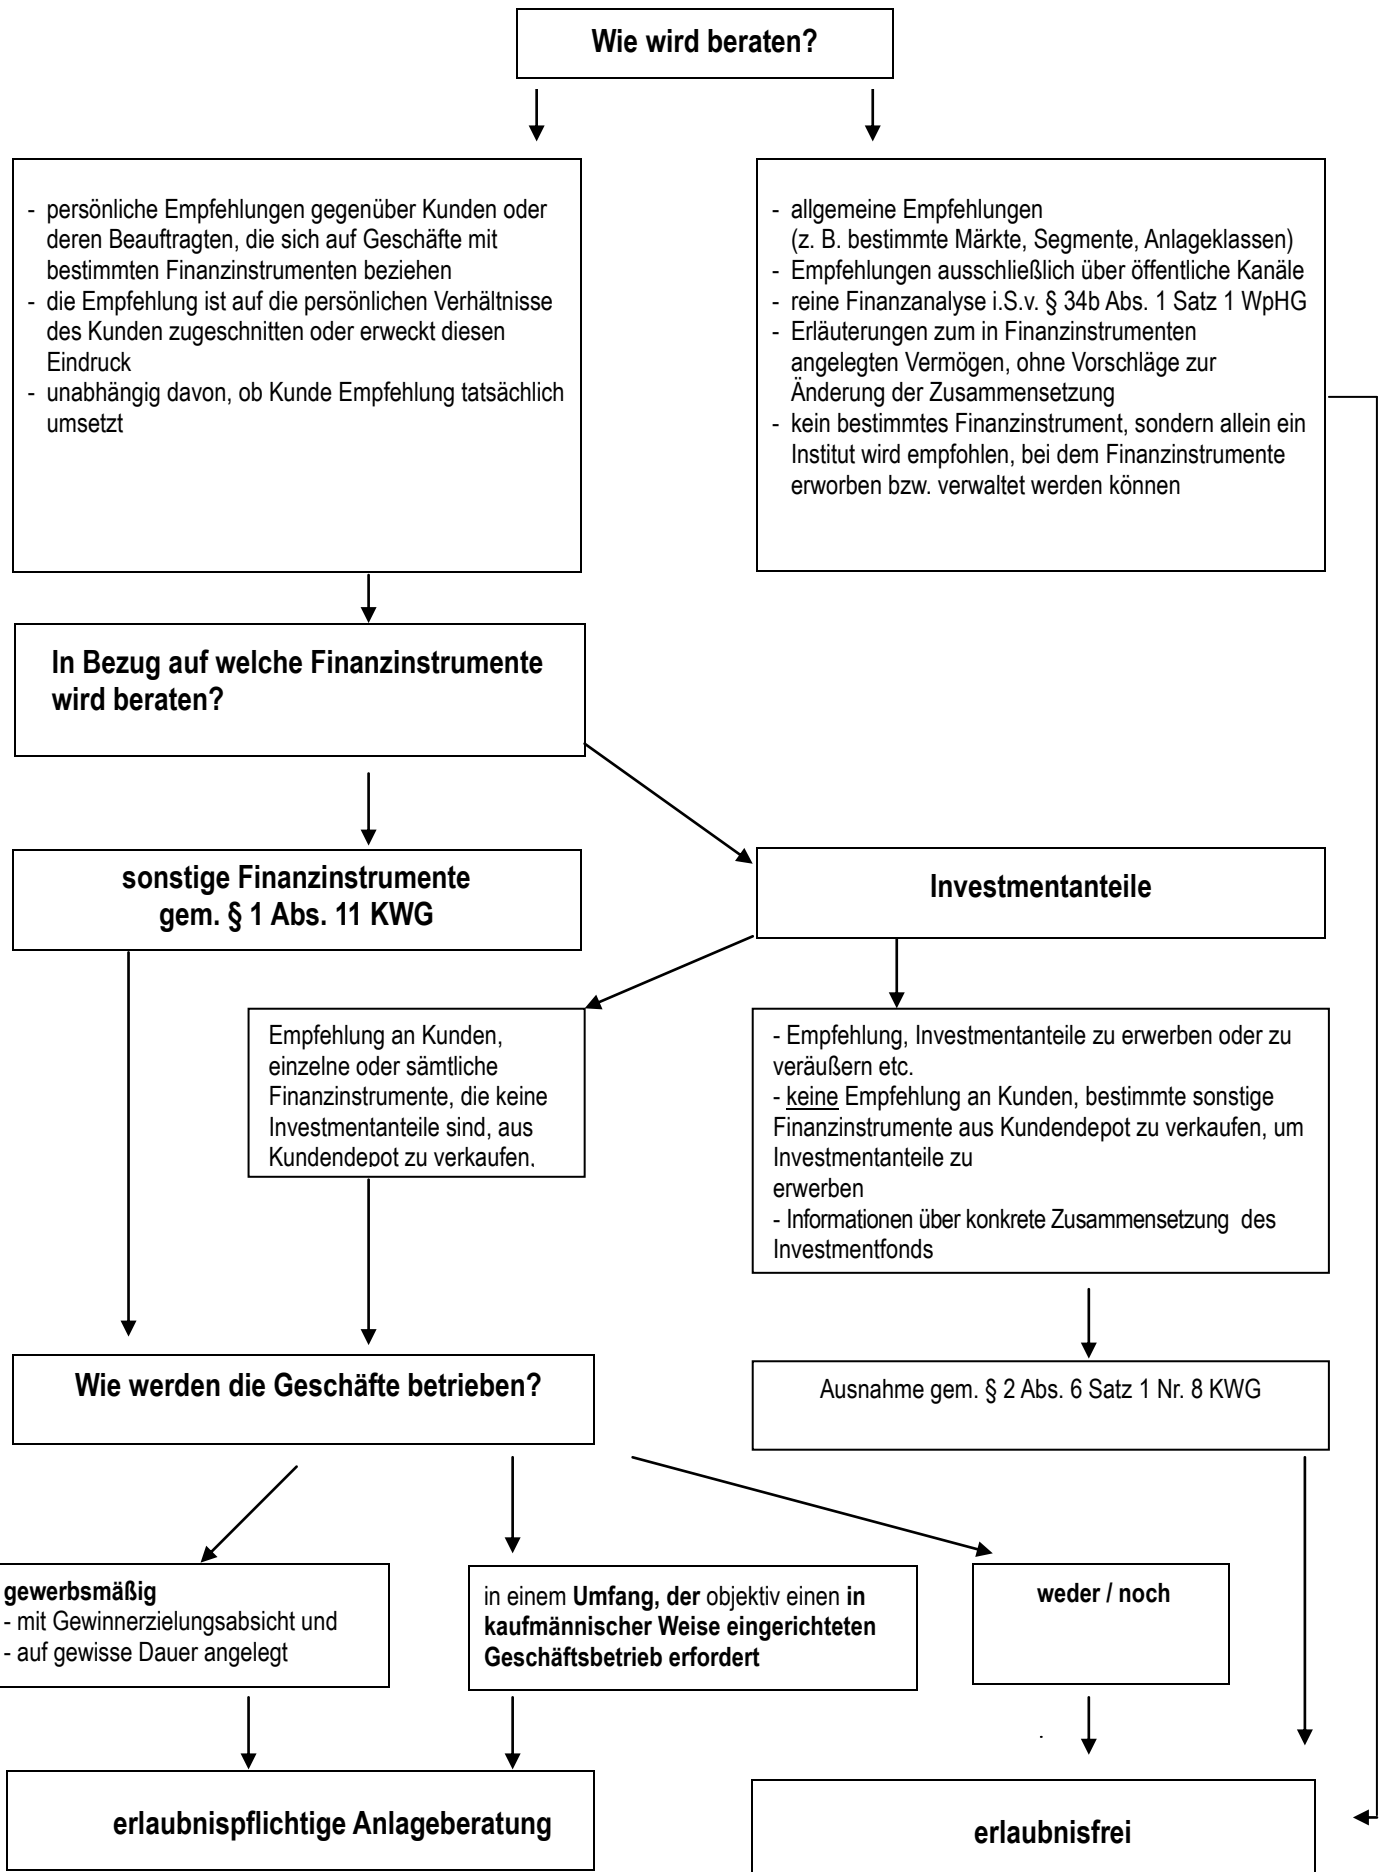 Wie wird beraten?
- persönliche Empfehlungen gegenüber Kunden oder
deren Beauftragten, die sich auf Geschäfte mit
bestimmten Finanzinstrumenten beziehen
- die Empfehlung ist auf die persönlichen Verhältnisse
des Kunden zugeschnitten oder erweckt diesen
Eindruck
- unabhängig davon, ob Kunde Empfehlung tatsächlich
umsetzt
- allgemeine Empfehlungen
(z. B. bestimmte Märkte, Segmente, Anlageklassen)
- Empfehlungen ausschließlich über öffentliche Kanäle
- reine Finanzanalyse i.S.v. § 34b Abs. 1 Satz 1 WpHG
- Erläuterungen zum in Finanzinstrumenten
angelegten Vermögen, ohne Vorschläge zur
Änderung der Zusammensetzung
- kein bestimmtes Finanzinstrument, sondern allein ein
Institut wird empfohlen, bei dem Finanzinstrumente
erworben bzw. verwaltet werden können
In Bezug auf welche Finanzinstrumente
wird beraten?
sonstige Finanzinstrumente
gem. § 1 Abs. 11 KWG
Investmentanteile
Empfehlung an Kunden,
einzelne oder sämtliche
Finanzinstrumente, die keine
Investmentanteile sind, aus
Kundendepot zu verkaufen,
- Empfehlung, Investmentanteile zu erwerben oder zu
veräußern etc.
- keine Empfehlung an Kunden, bestimmte sonstige
Finanzinstrumente aus Kundendepot zu verkaufen, um
Investmentanteile zu
erwerben
- Informationen über konkrete Zusammensetzung des
Investmentfonds
Wie werden die Geschäfte betrieben?
Ausnahme gem. § 2 Abs. 6 Satz 1 Nr. 8 KWG
gewerbsmäßig
- mit Gewinnerzielungsabsicht und
- auf gewisse Dauer angelegt
in einem Umfang, der objektiv einen in
kaufmännischer Weise eingerichteten
Geschäftsbetrieb erfordert
weder / noch
.
erlaubnispflichtige Anlageberatung
erlaubnisfrei